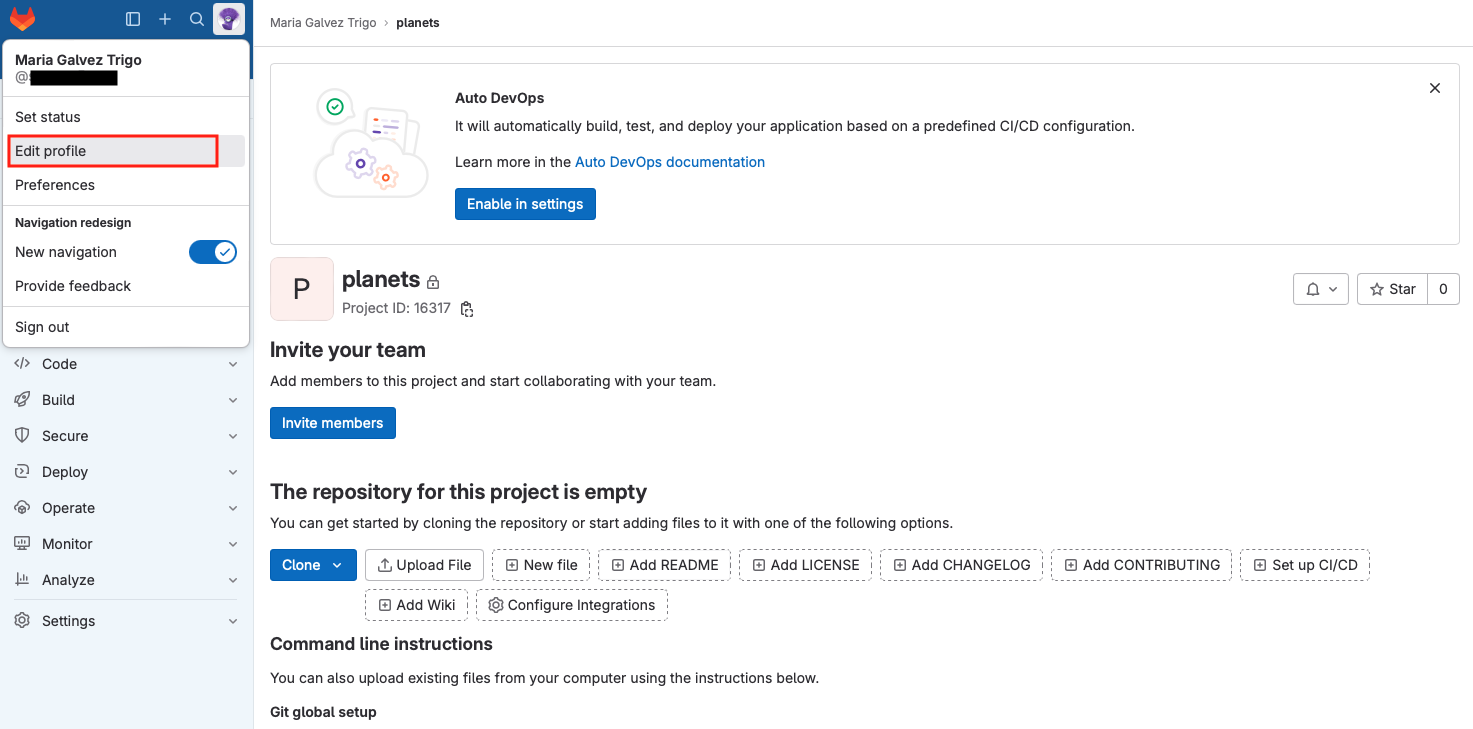 Maria Galvez Trigo › planets
Maria Galvez Trigo
@
Set status
Edit profile
Preferences
Navigation redesign
New navigation
Provide feedback
Sign out
Code
Build
Secure
Deploy
Operate
Monitor
Analyze
Settings
Auto DevOps
It will automatically build, test, and deploy your application based on a predefined CI/CD configuration.
Learn more in the Auto DevOps documentation
Enable in settings
P
planets
Project ID: 16317
Star 0
Invite your team
Add members to this project and start collaborating with your team.
Invite members
The repository for this project is empty
You can get started by cloning the repository or start adding files to it with one of the following options.
Clone Upload File New file Add README Add LICENSE Add CHANGELOG Add CONTRIBUTING Set up CI/CD
Add Wiki Configure Integrations
Command line instructions
You can also upload existing files from your computer using the instructions below.
Git global setup